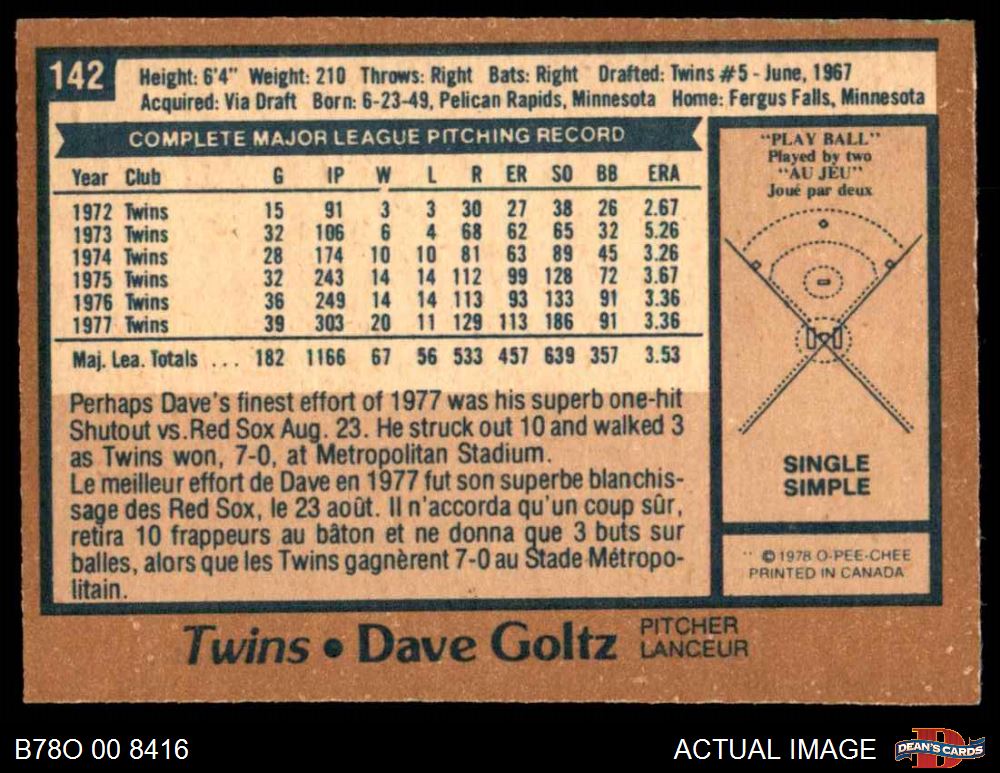 142
Height: 6'4" Weight: 210 Throws: Right Bats: Right Drafted: Twins #5 - June, 1967
Acquired: Via Draft Born: 6-23-49, Pelican Rapids, Minnesota Home: Fergus Falls, Minnesota
COMPLETE MAJOR LEAGUE PITCHING RECORD
Year Club G IP W L R ER SO BB ERA
1972 Twins 15 91 3 3 30 27 38 26 2.67
1973 Twins 32 106 6 4 68 62 65 32 5.26
1974 Twins 28 174 10 10 81 63 89 45 3.26
1975 Twins 32 243 14 14 112 99 128 72 3.67
1976 Twins 36 249 14 14 113 93 133 91 3.36
1977 Twins 39 303 20 11 129 113 186 91 3.36
Maj. Lea. Totals ... 182 1166 67 56 533 457 639 357 3.53
Perhaps Dave's finest effort of 1977 was his superb one-hit
Shutout vs. Red Sox Aug. 23. He struck out 10 and walked 3
as Twins won, 7-0, at Metropolitan Stadium.
Le meilleur effort de Dave en 1977 fut son superbe blanchis-
sage des Red Sox, le 23 août. Il n'accorda qu'un coup sûr,
retira 10 frappeurs au bâton et ne donna que 3 buts sur
balles, alors que les Twins gagnèrent 7-0 au Stade Métropo-
litain.
"PLAY BALL"
Played by two
"AU JEU"
Joué par deux
SINGLE
SIMPLE
© 1978 O-PEE-CHEE
PRINTED IN CANADA
Twins • Dave Goltz PITCHER
LANCEUR
B78O 00 8416
ACTUAL IMAGE
DEAN'S CARDS